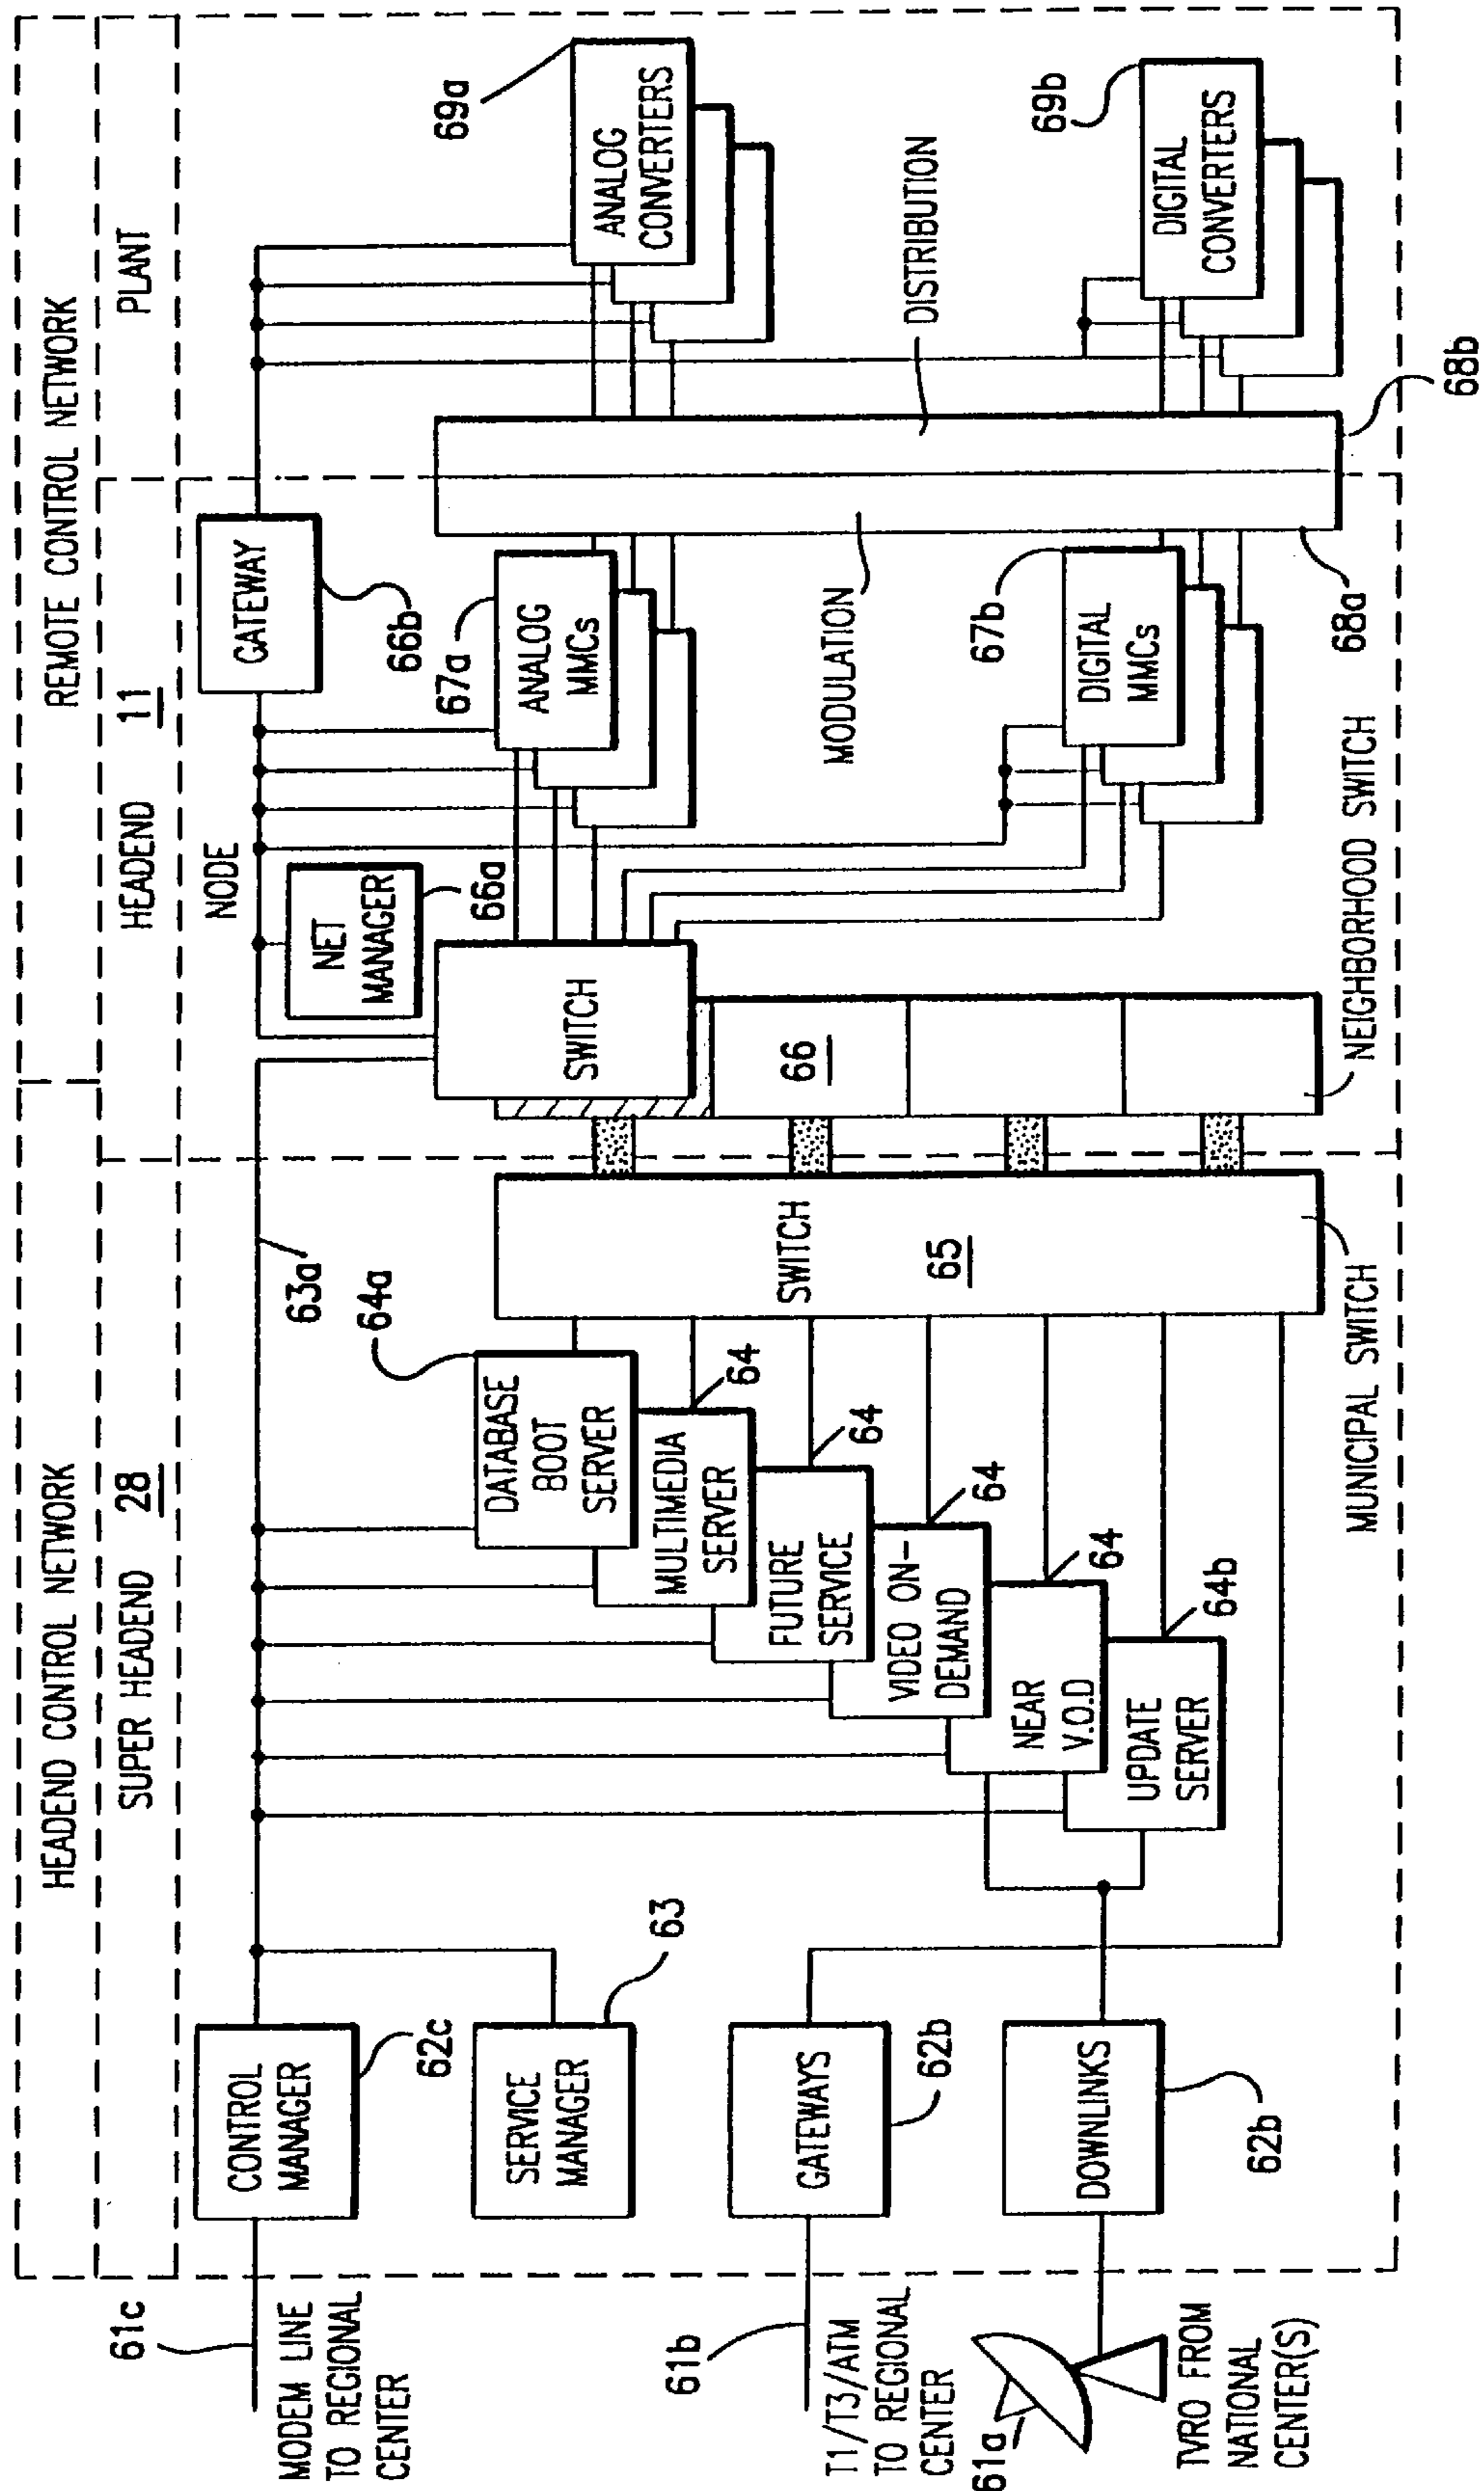 HEADEND CONTROL NETWORK
REMOTE CONTROL NETWORK
SUPER HEADEND 28
HEADEND 11
PLANT
61c
MODEM LINE
TO REGIONAL
CENTER
CONTROL
MANAGER
62c
63a
NODE
NET
MANAGER
66a
GATEWAY
66b
SERVICE
MANAGER
63
DATABASE
BOOT
SERVER
64a
MULTIMEDIA
SERVER
64
FUTURE
SERVICE
64
VIDEO ON-
DEMAND
64
NEAR
V.O.D
64
UPDATE
SERVER
64b
61b
T1/T3/ATM
TO REGIONAL
CENTER
GATEWAYS
62b
61a
TVRO FROM
NATIONAL
CENTER(S)
DOWNLINKS
62b
SWITCH
65
MUNICIPAL SWITCH
SWITCH
66
NEIGHBORHOOD SWITCH
67a
ANALOG
MMCs
67b
DIGITAL
MMCs
MODULATION
68a
DISTRIBUTION
68b
69a
ANALOG
CONVERTERS
69b
DIGITAL
CONVERTERS